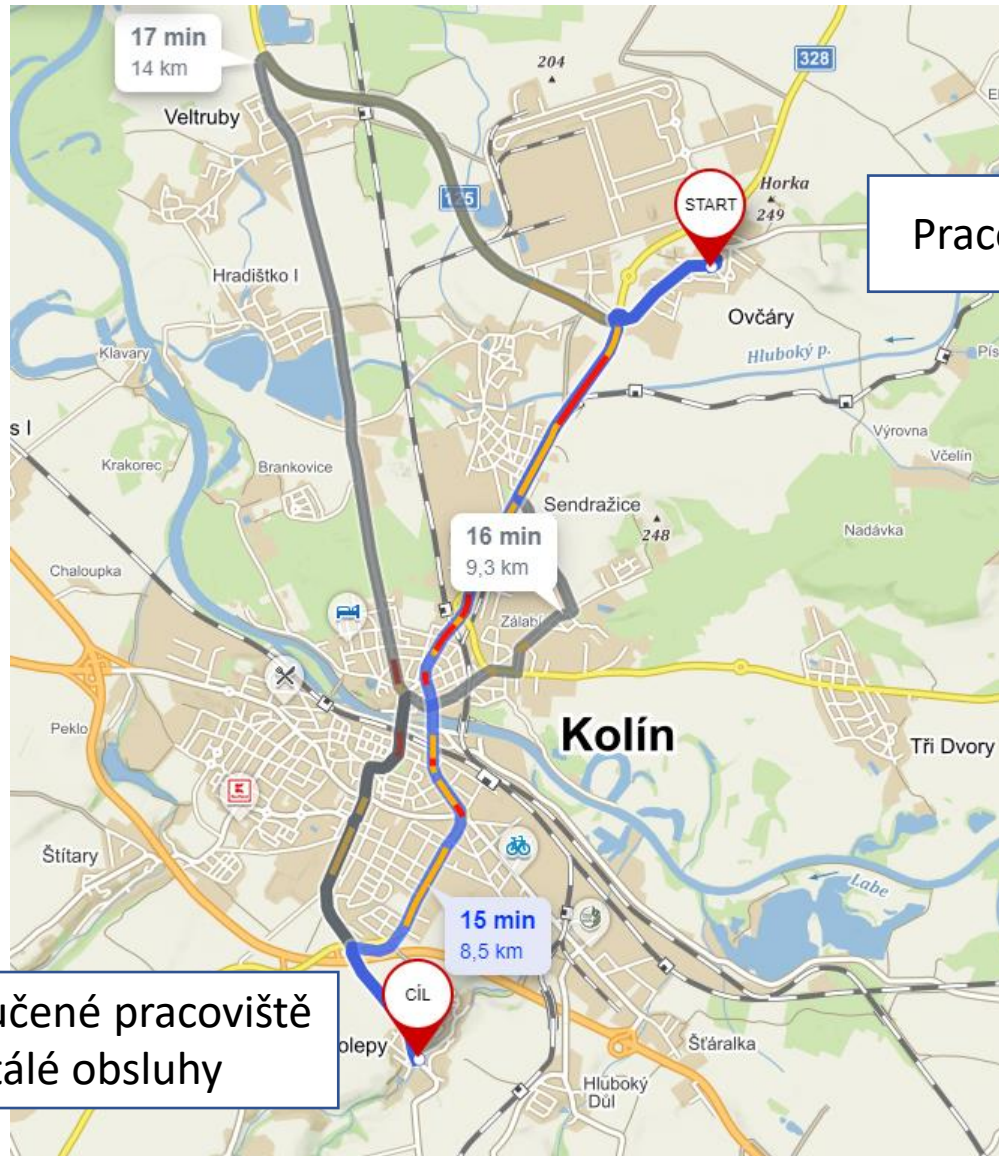 17 min
14 km
204
328
Veltruby
125
START
Horka
249
Hradištko I
Ovčáry
Hluboký p.
Klavary
Výrovna
Včelín
Krakorec
Brankovice
Sendražice
248
Nadávka
16 min
9,3 km
Chaloupka
Zálabí
Peklo
Kolín
Tři Dvory
Štítary
Labe
15 min
8,5 km
CÍL
učené pracoviště
álé obsluhy
olepy
Šťáralka
Hluboký
Důl